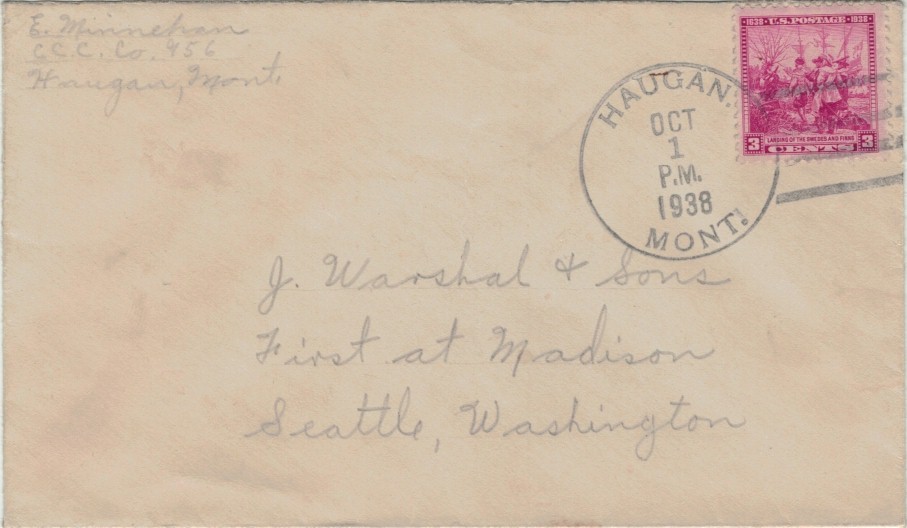 E. Minnehan
C.C.C. Co. 956
Haugan, Mont.
1638 U.S. POSTAGE 1938
3 LANDING OF THE SWEDES AND FINNS 3
CENTS
HAUGAN,
OCT
1
P.M.
1938
MONT.
J. Warshal & Sons
First at Madison
Seattle, Washington